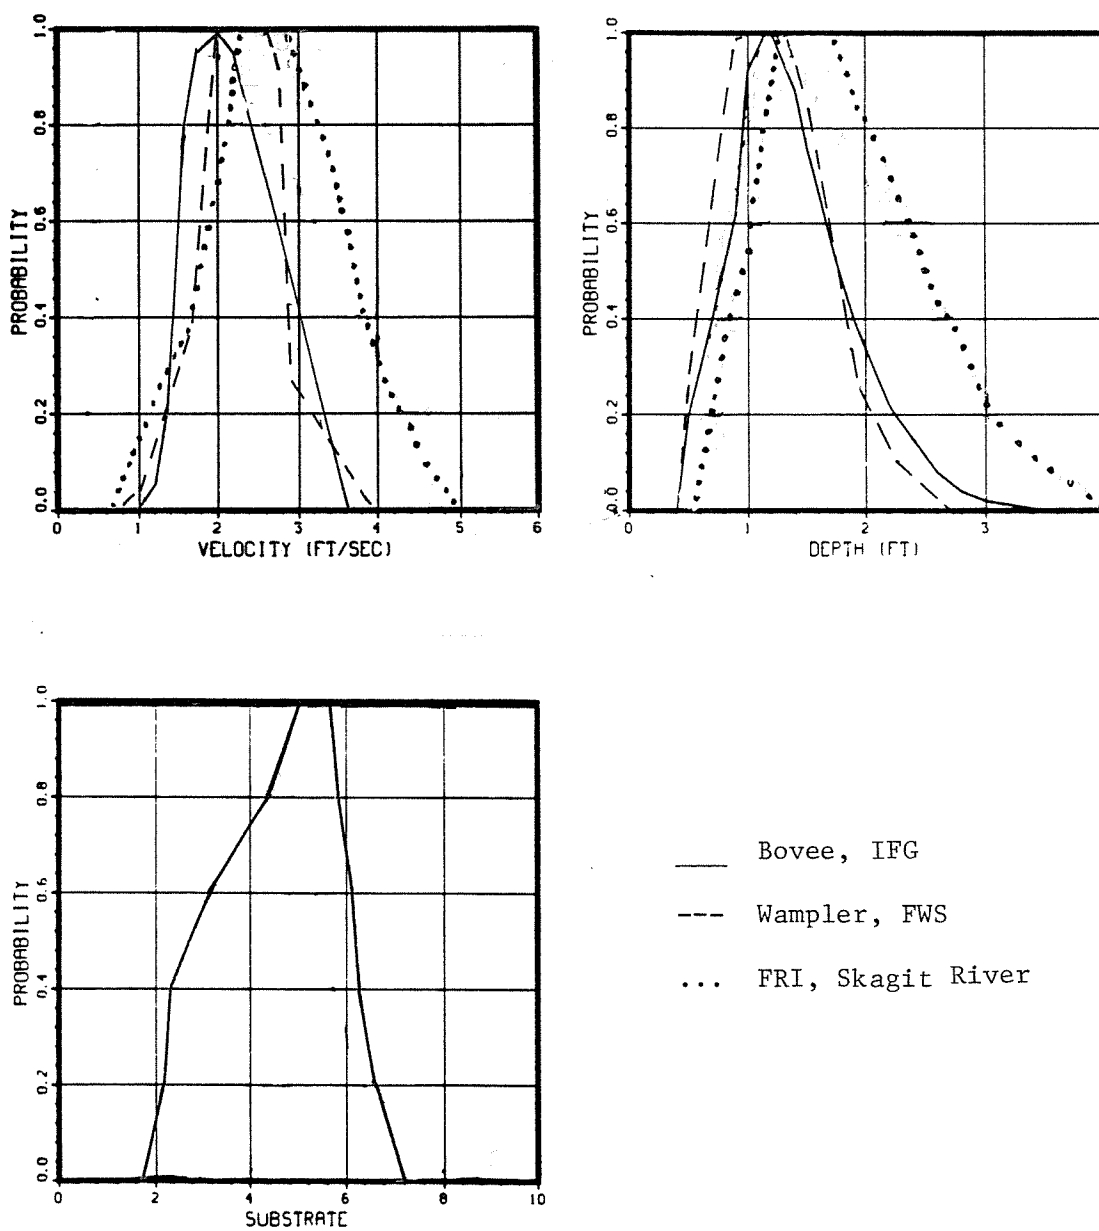 PROBABILITY
1.0
0.8
0.6
0.4
0.2
0.0
0 1 2 3 4 5 6
VELOCITY (FT/SEC)
PROBABILITY
1.0
0.8
0.6
0.4
0.2
0.0
0 1 2 3
DEPTH (FT)
PROBABILITY
1.0
0.8
0.6
0.4
0.2
0.0
0 2 4 6 8 10
SUBSTRATE
Bovee, IFG
Wampler, FWS
FRI, Skagit River